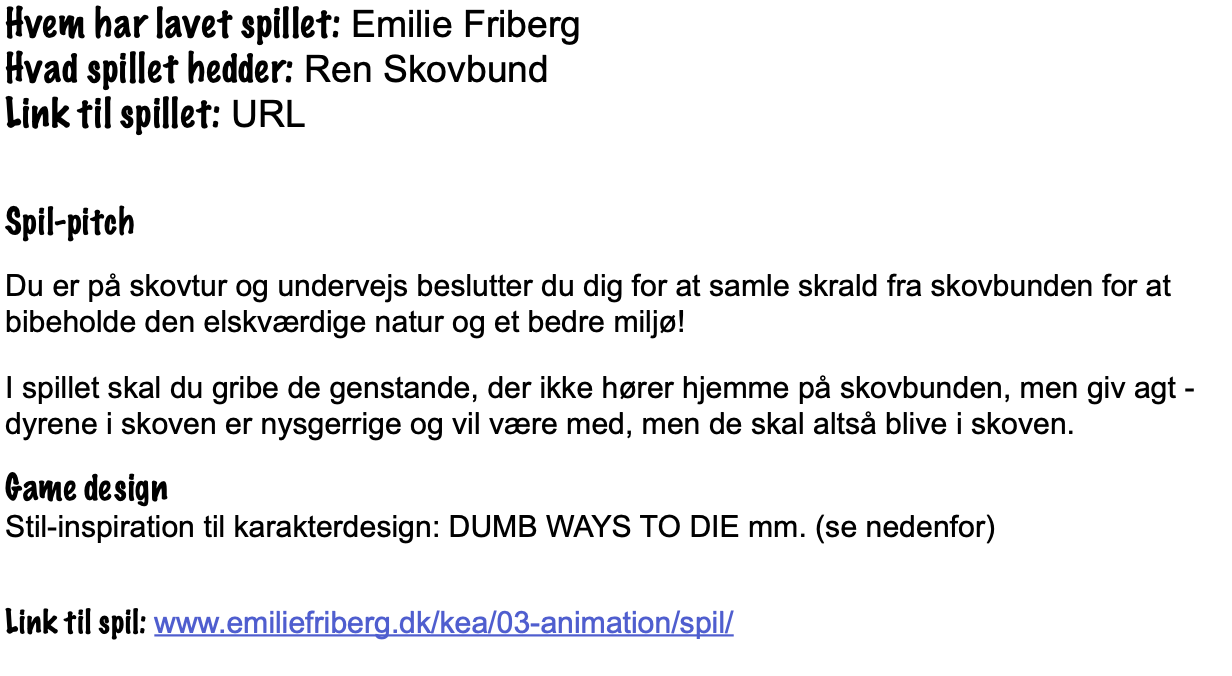 Hvem har lavet spillet: Emilie Friberg
Hvad spillet hedder: Ren Skovbund
Link til spillet: URL
Spil-pitch
Du er på skovtur og undervejs beslutter du dig for at samle skrald fra skovbunden for at
bibeholde den elskværdige natur og et bedre miljø!
I spillet skal du gribe de genstande, der ikke hører hjemme på skovbunden, men giv agt -
dyrene i skoven er nysgerrige og vil være med, men de skal altså blive i skoven.
Game design
Stil-inspiration til karakterdesign: DUMB WAYS TO DIE mm. (se nedenfor)
Link til spil: www.emiliefriberg.dk/kea/03-animation/spil/